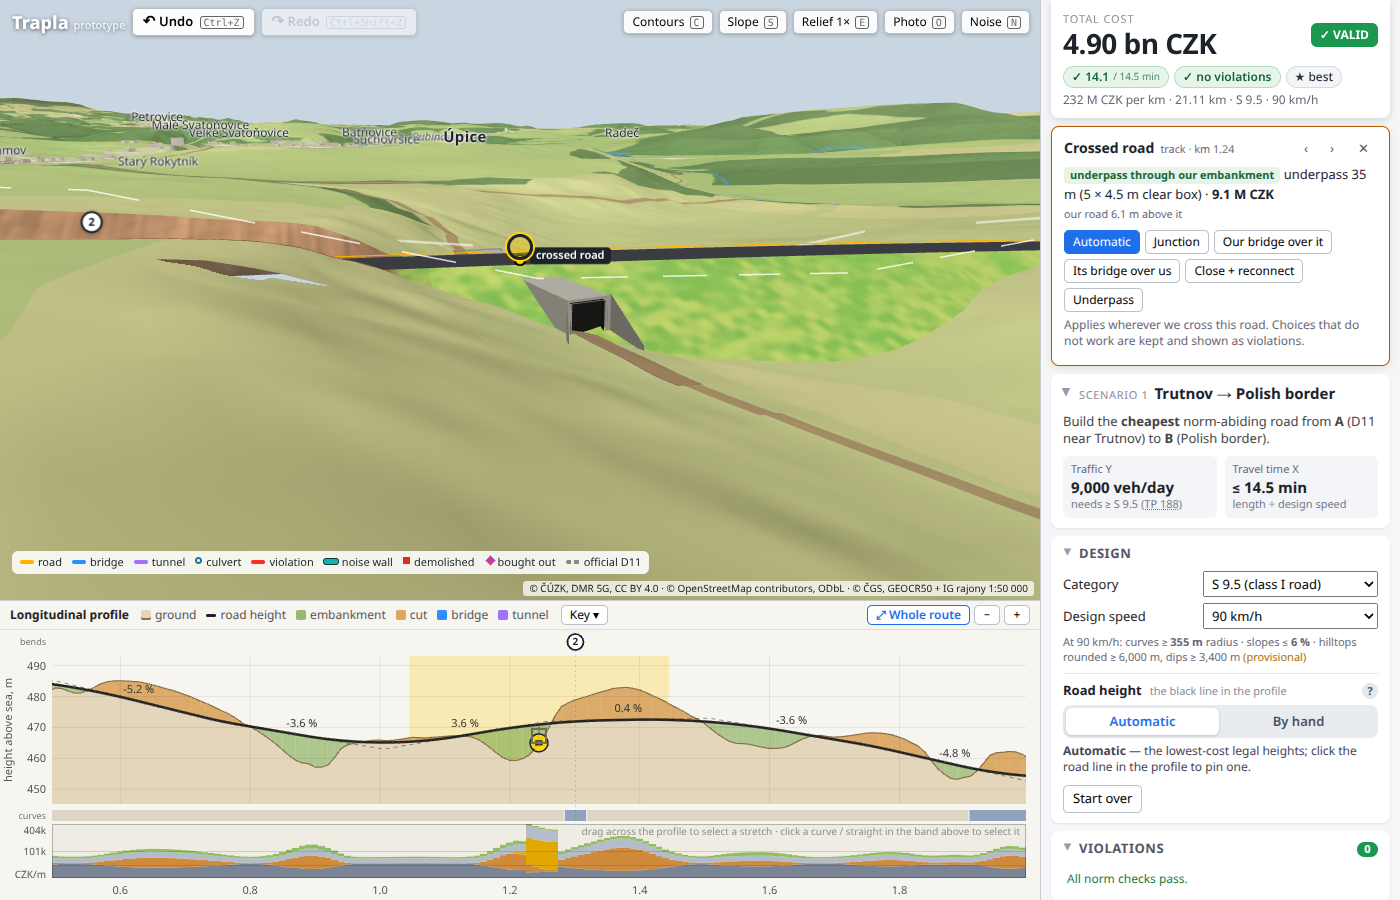 Trapla prototype
↶ Undo Ctrl+Z
↷ Redo Ctrl+Shift+Z
Contours C
Slope S
Relief 1× E
Photo O
Noise N
Petrovice
Malé Svatoňovice
Velké Svatoňovice
Batňovice
Suchovršice
Úpice
Radeč
Starý Rokytník
2
crossed road
road
bridge
tunnel
culvert
violation
noise wall
demolished
bought out
official D11
© ČÚZK, DMR 5G, CC BY 4.0 · © OpenStreetMap contributors, ODbL · © ČGS, GEOCR50 + IG rajony 1:50 000
Longitudinal profile
ground
road height
embankment
cut
bridge
tunnel
Key ▾
⤢ Whole route
−
+
bends
2
height above sea, m
490
480
470
460
450
-5.2 %
-3.6 %
3.6 %
0.4 %
-3.6 %
-4.8 %
curves
404k
101k
CZK/m
drag across the profile to select a stretch · click a curve / straight in the band above to select it
0.6
0.8
1.0
1.2
1.4
1.6
1.8
TOTAL COST
4.90 bn CZK
✓ VALID
✓ 14.1 / 14.5 min
✓ no violations
★ best
232 M CZK per km · 21.11 km · S 9.5 · 90 km/h
Crossed road track · km 1.24
‹ › ✕
underpass through our embankment underpass 35
m (5 × 4.5 m clear box) · 9.1 M CZK
our road 6.1 m above it
Automatic
Junction
Our bridge over it
Its bridge over us
Close + reconnect
Underpass
Applies wherever we cross this road. Choices that do
not work are kept and shown as violations.
▼ SCENARIO 1 Trutnov → Polish border
Build the cheapest norm-abiding road from A (D11
near Trutnov) to B (Polish border).
Traffic Y
9,000 veh/day
needs ≥ S 9.5 (TP 188)
Travel time X
≤ 14.5 min
length ÷ design speed
▼ DESIGN
Category
S 9.5 (class I road)
Design speed
90 km/h
At 90 km/h: curves ≥ 355 m radius · slopes ≤ 6 % · hilltops
rounded ≥ 6,000 m, dips ≥ 3,400 m (provisional)
Road height the black line in the profile
?
Automatic
By hand
Automatic — the lowest-cost legal heights; click the
road line in the profile to pin one.
Start over
▼ VIOLATIONS
0
All norm checks pass.